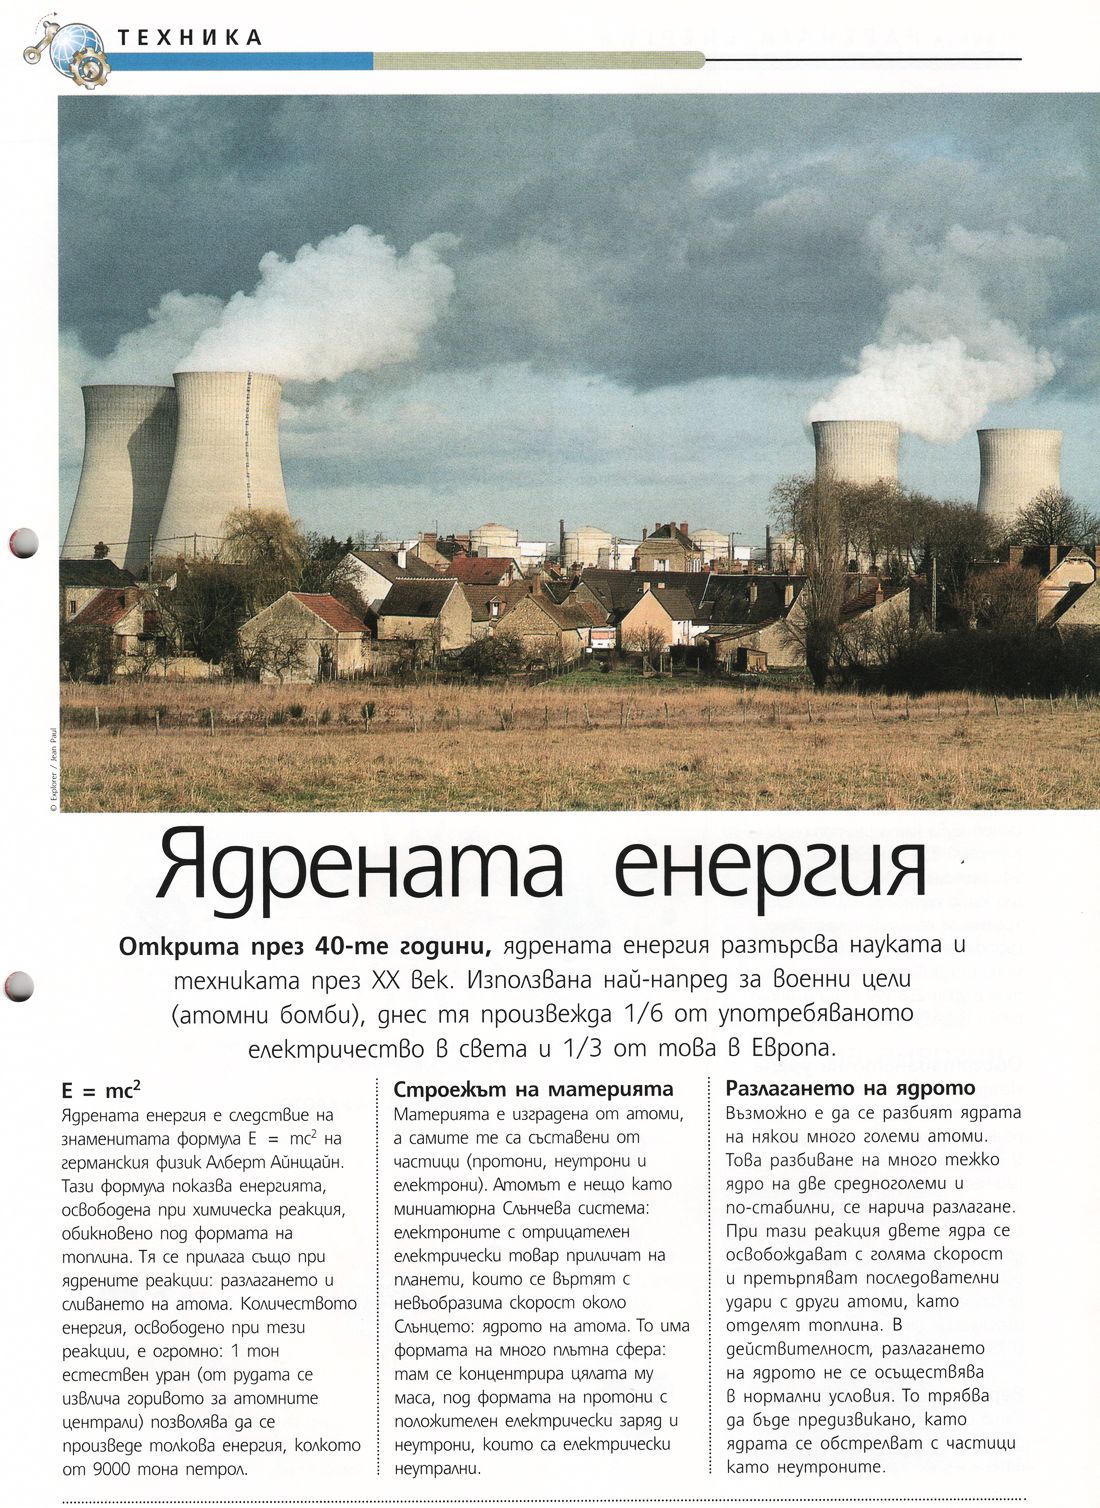 ТЕХНИКА
© Explorer / Jean Paul
Ядрената енергия
Открита през 40-те години, ядрената енергия разтърсва науката и
техниката през XX век. Използвана най-напред за военни цели
(атомни бомби), днес тя произвежда 1/6 от употребяваното
електричество в света и 1/3 от това в Европа.
E = mc²
Ядрената енергия е следствие на
знаменитата формула E = mc² на
германския физик Алберт Айнщайн.
Тази формула показва енергията,
освободена при химическа реакция,
обикновено под формата на
топлина. Тя се прилага също при
ядрените реакции: разлагането и
сливането на атома. Количеството
енергия, освободено при тези
реакции, е огромно: 1 тон
естествен уран (от рудата се
извлича горивото за атомните
централи) позволява да се
произведе толкова енергия, колкото
от 9000 тона петрол.
Строежът на материята
Материята е изградена от атоми,
а самите те са съставени от
частици (протони, неутрони и
електрони). Атомът е нещо като
миниатюрна Слънчева система:
електроните с отрицателен
електрически товар приличат на
планети, които се въртят с
невъобразима скорост около
Слънцето: ядрото на атома. То има
формата на много плътна сфера:
там се концентрира цялата му
маса, под формата на протони с
положителен електрически заряд и
неутрони, които са електрически
неутрални.
Разлагането на ядрото
Възможно е да се разбият ядрата
на някои много големи атоми.
Това разбиване на много тежко
ядро на две средноголеми и
по-стабилни, се нарича разлагане.
При тази реакция двете ядра се
освобождават с голяма скорост
и претърпяват последователни
удари с други атоми, като
отделят топлина. В
действителност, разлагането
на ядрото не се осъществява
в нормални условия. То трябва
да бъде предизвикано, като
ядрата се обстрелват с частици
като неутроните.